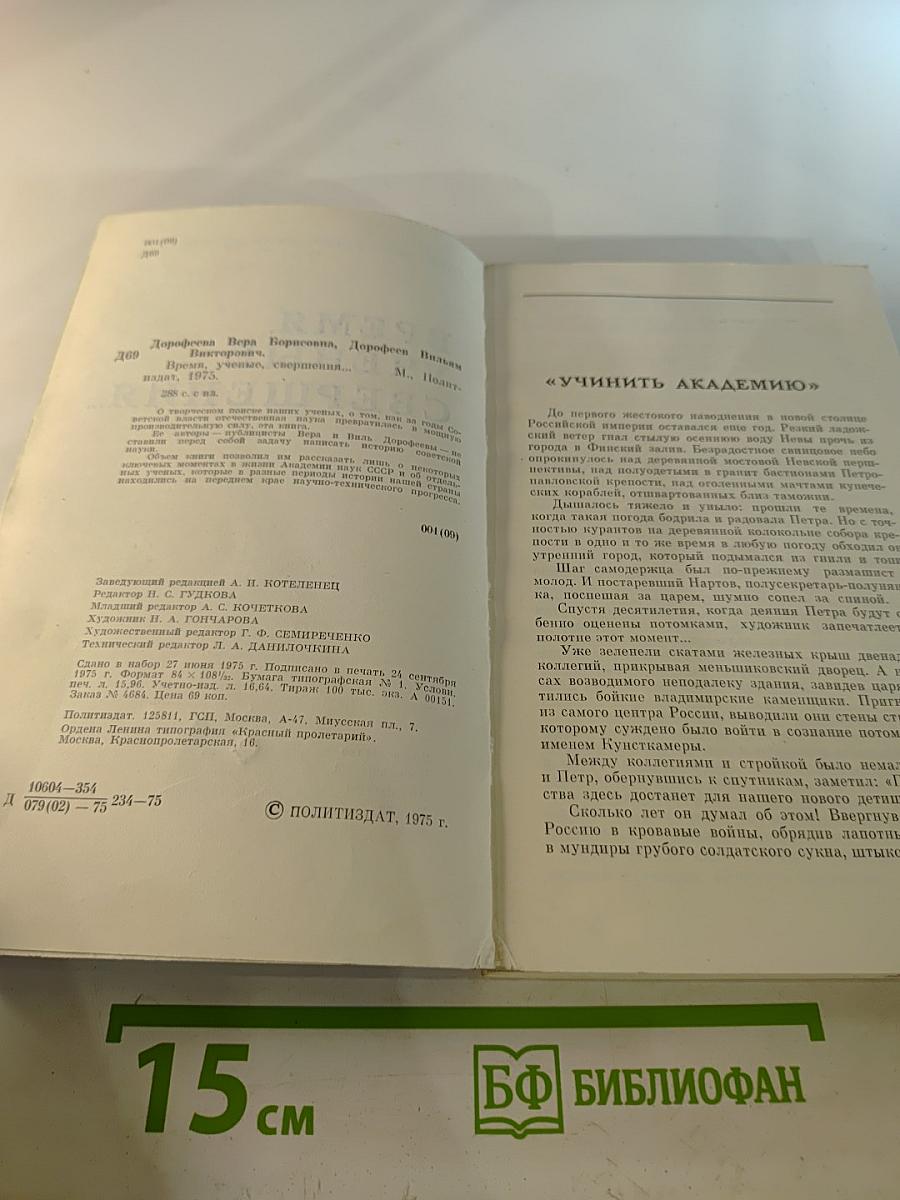 001(09)
Д69
Дорофеева Вера Борисовна, Дорофеев Вильям
Д69 Викторович.
Время, ученые, свершения... М., Полит-
издат, 1975.
288 с. с ил.
О творческом поиске наших ученых, о том, как за годы Со-
ветской власти отечественная наука превратилась в мощную
производительную силу, эта книга.
Ее авторы — публицисты Вера и Виль Дорофеевы — не
ставили перед собой задачу написать историю советской
науки.
Объем книги позволил им рассказать лишь о некоторых
ключевых моментах в жизни Академии наук СССР и об отдель-
ных ученых, которые в разные периоды истории нашей страны
находились на переднем крае научно-технического прогресса.
001(09)
Заведующий редакцией А. И. КОТЕЛЕНЕЦ
Редактор Н. С. ГУДКОВА
Младший редактор А. С. КОЧЕТКОВА
Художник Н. А. ГОНЧАРОВА
Художественный редактор Г. Ф. СЕМИРЕЧЕНКО
Технический редактор Л. А. ДАНИЛОЧКИНА
Сдано в набор 27 июня 1975 г. Подписано в печать 24 сентября
1975 г. Формат 84 × 108¹/₃₂. Бумага типографская № 1. Условн.
печ. л. 15,96. Учетно-изд. л. 16,64. Тираж 100 тыс. экз. А 00151.
Заказ № 4684. Цена 69 коп.
Политиздат. 125811, ГСП, Москва, А-47, Миусская пл., 7.
Ордена Ленина типография «Красный пролетарий».
Москва, Краснопролетарская, 16.
Д 10604—354
079(02) — 75 234—75
© ПОЛИТИЗДАТ, 1975 г.
«УЧИНИТЬ АКАДЕМИЮ»
До первого жестокого наводнения в новой столице
Российской империи оставался еще год. Резкий ладож-
ский ветер гнал стылую осеннюю воду Невы прочь из
города в Финский залив. Безрадостное свинцовое небо
опрокинулось над деревянной мостовой Невской перш-
пективы, над полуодетыми в гранит бастионами Петро-
павловской крепости, над оголенными мачтами купече-
ских кораблей, отшвартованных близ таможни.
Дышалось тяжело и уныло: прошли те времена,
когда такая погода бодрила и радовала Петра. Но с точ-
ностью курантов на деревянной колокольне собора кре-
пости в одно и то же время в любую погоду обходил он
утренний город, который подымался из гнили и топи
Шаг самодержца был по-прежнему размашист
молод. И постаревший Нартов, полусекретарь-полуня
ка, поспешая за царем, шумно сопел за спиной.
Спустя десятилетия, когда деяния Петра будут о
бенно оценены потомками, художник запечатлеет
полотне этот момент...
Уже зеленели скатами железных крыш двенад
коллегий, прикрывая меньшиковский дворец. А в
сах возводимого неподалеку здания, завидев царя
тились бойкие владимирские каменщики. Пригн
из самого центра России, выводили они стены ст
которому суждено было войти в сознание потом
именем Кунсткамеры.
Между коллегиями и стройкой было немал
и Петр, обернувшись к спутникам, заметил: «П
ства здесь достанет для нашего нового детищ
Сколько лет он думал об этом! Ввергнув
Россию в кровавые войны, обрядив лапотны
в мундиры грубого солдатского сукна, штык
15 см
БФ БИБЛИОФАН